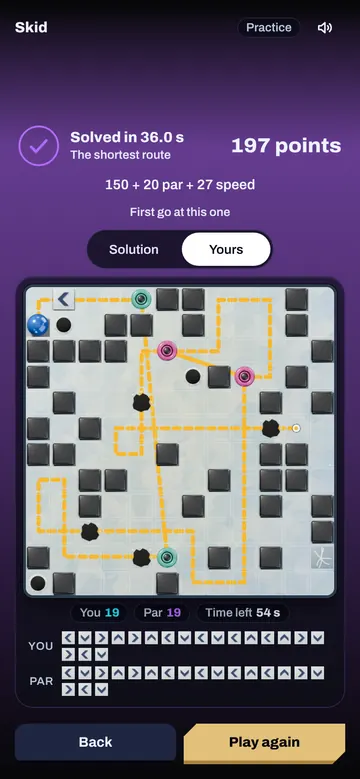 Skid
Practice
Solved in 36.0 s
The shortest route
197 points
150 + 20 par + 27 speed
First go at this one
Solution
Yours
You 19
Par 19
Time left 54 s
YOU
PAR
Back
Play again